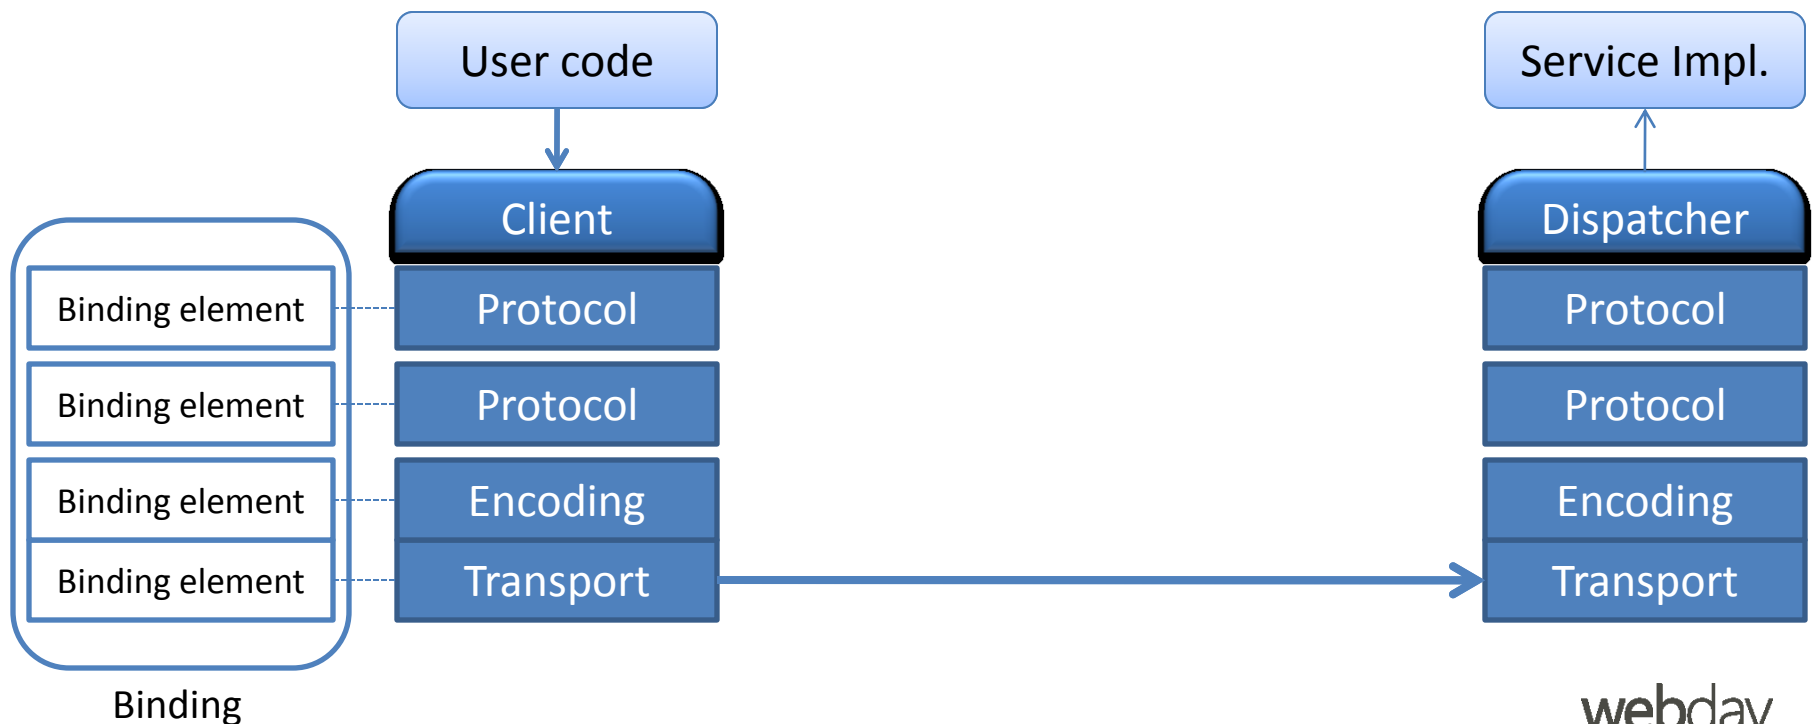 User code
Service Impl.
Client
Dispatcher
Binding element
Protocol
Protocol
Binding element
Protocol
Protocol
Binding element
Encoding
Encoding
Binding element
Transport
Transport
Binding
webday